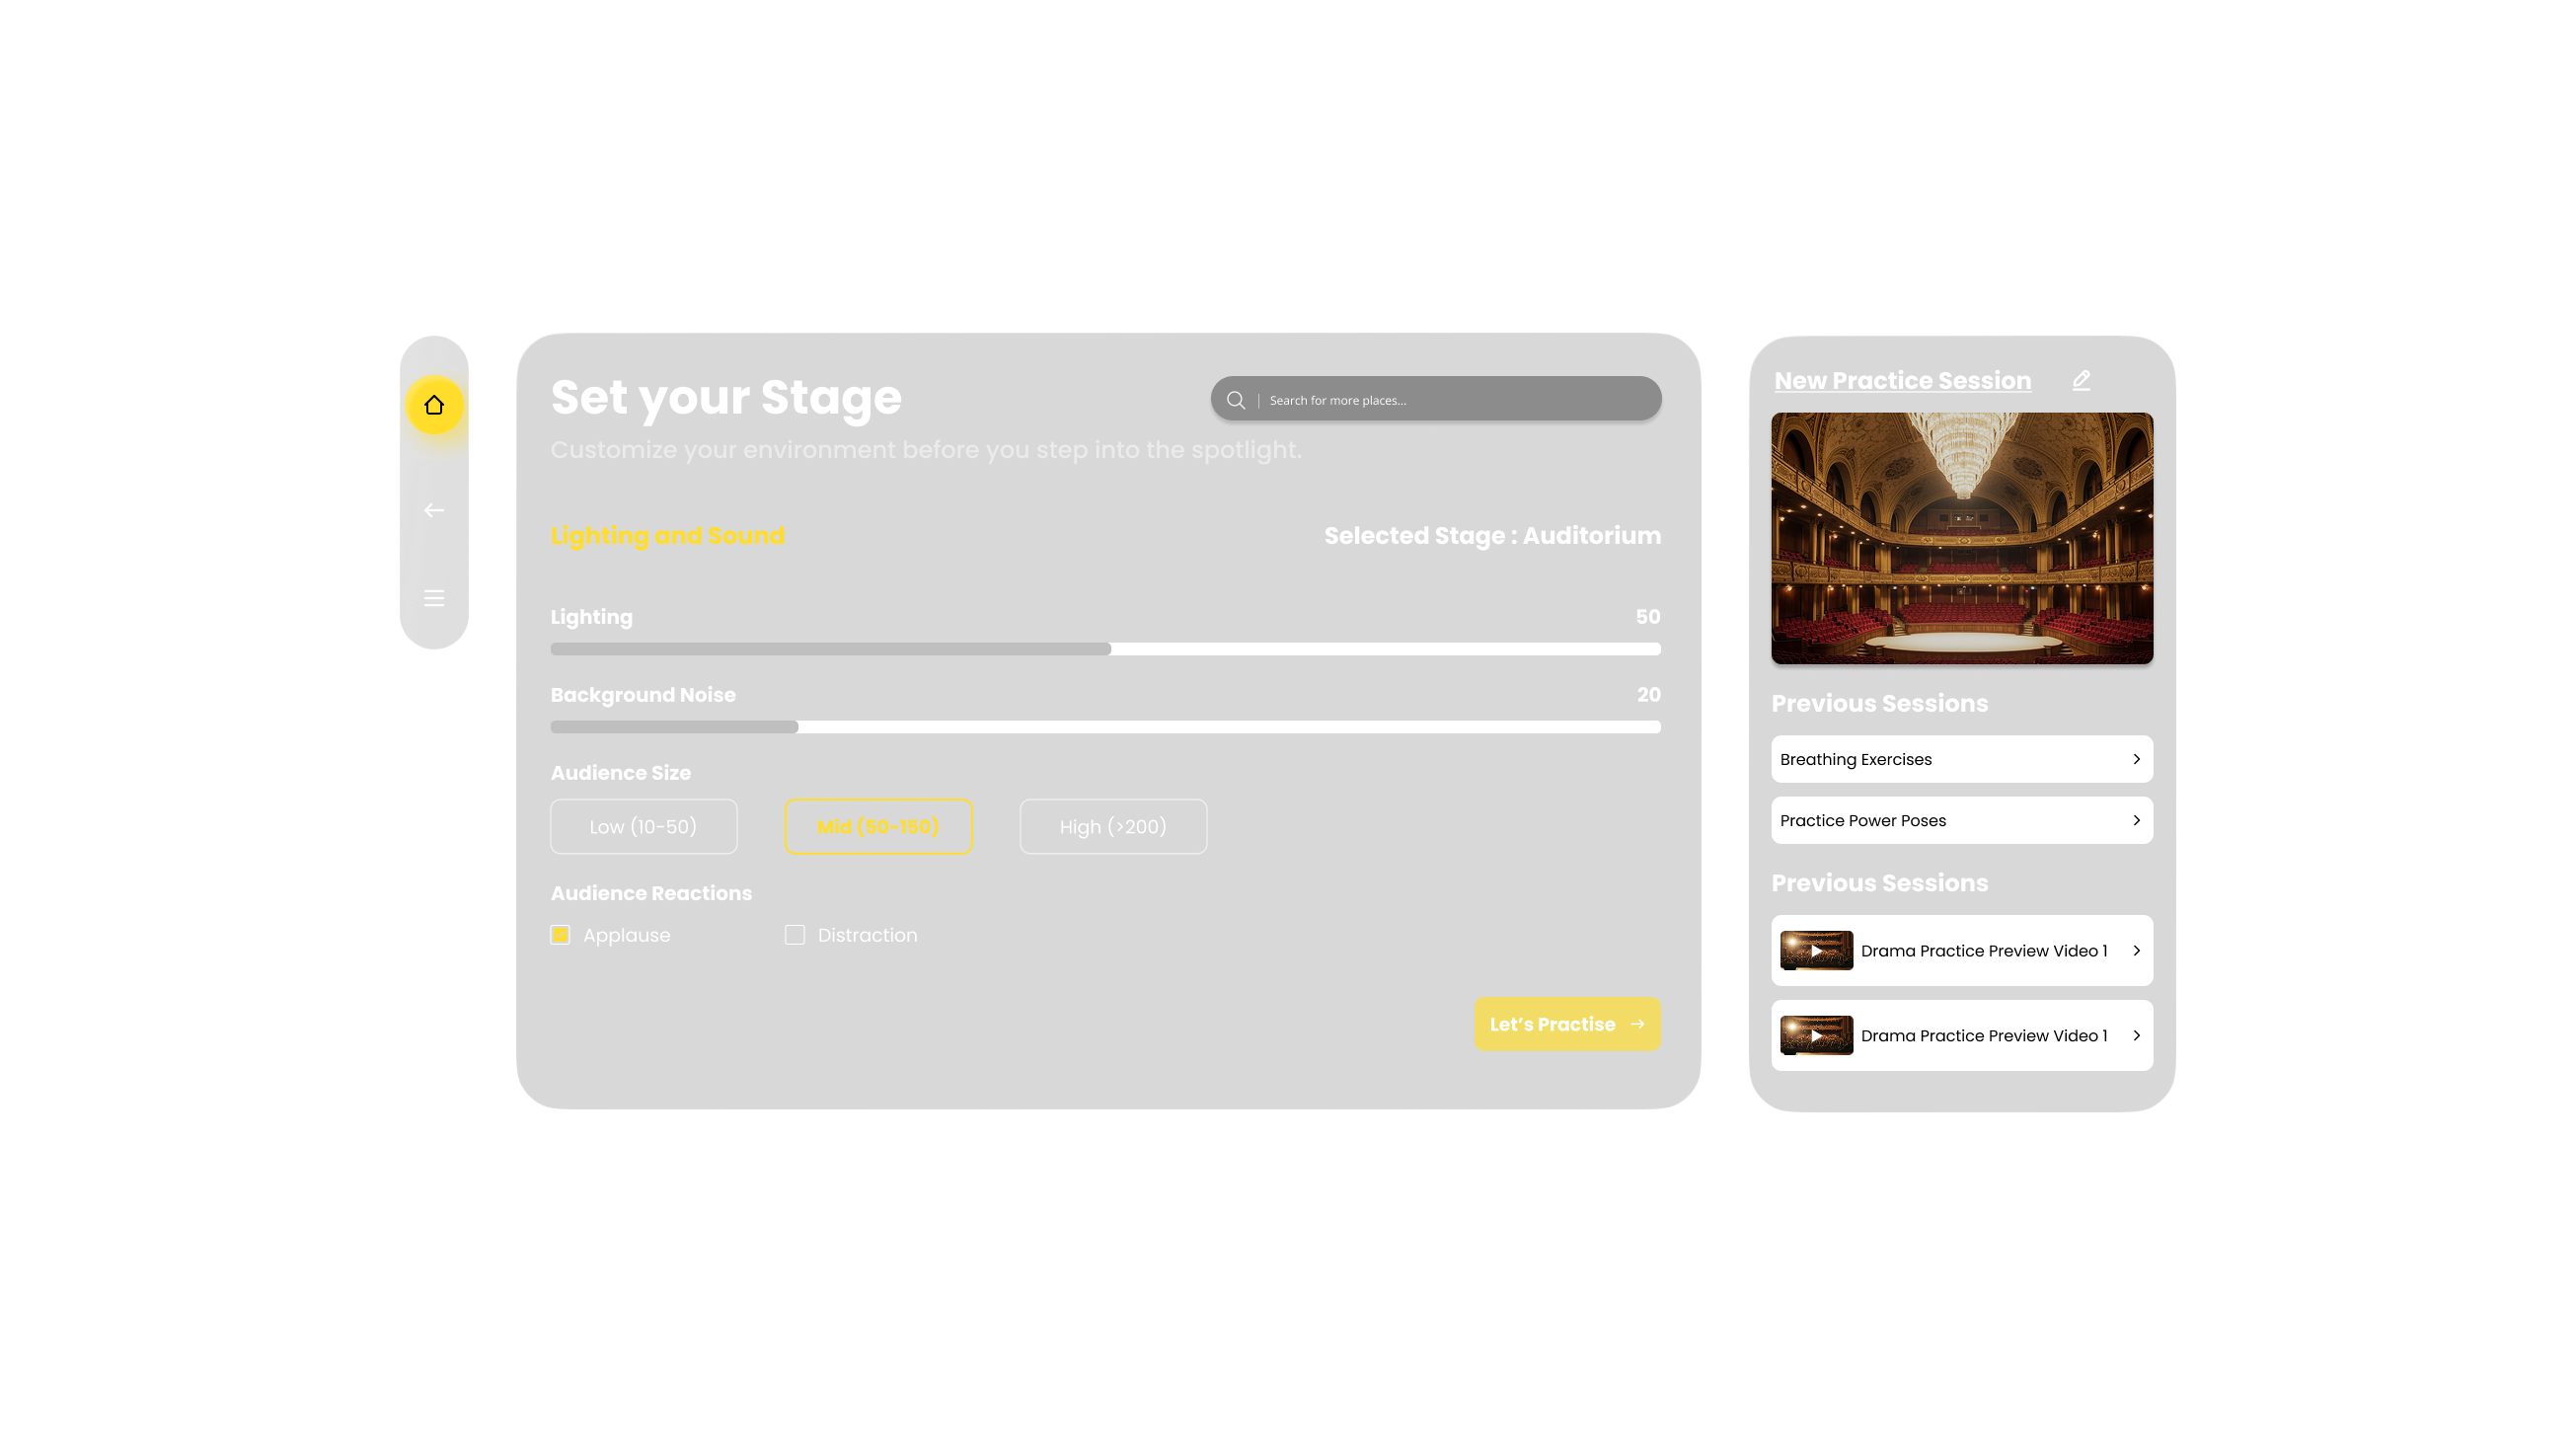 Set your Stage
Search for more places...
Customize your environment before you step into the spotlight.
Lighting and Sound
Selected Stage : Auditorium
Lighting
50
Background Noise
20
Audience Size
Low (10-50)
Mid (50-150)
High (>200)
Audience Reactions
Applause
Distraction
Let’s Practise
New Practice Session
Previous Sessions
Breathing Exercises
Practice Power Poses
Previous Sessions
Drama Practice Preview Video 1
Drama Practice Preview Video 1